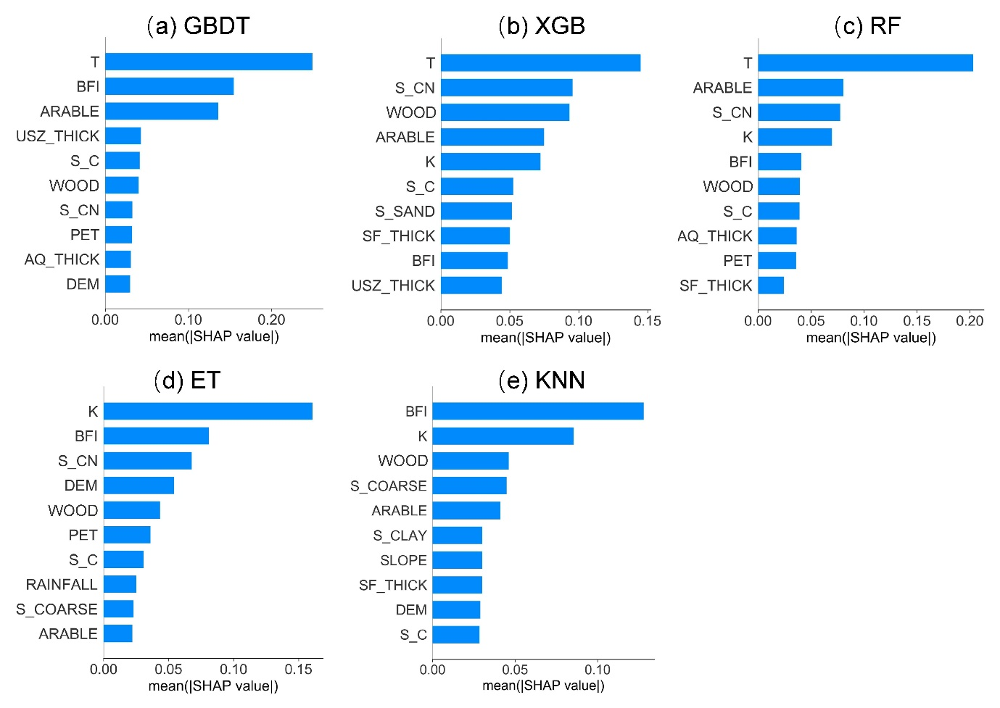 (a) GBDT
T
BFI
ARABLE
USZ_THICK
S_C
WOOD
S_CN
PET
AQ_THICK
DEM
0.00 0.10 0.20
mean(|SHAP value|)
(b) XGB
T
S_CN
WOOD
ARABLE
K
S_C
S_SAND
SF_THICK
BFI
USZ_THICK
0.00 0.05 0.10 0.15
mean(|SHAP value|)
(c) RF
T
ARABLE
S_CN
K
BFI
WOOD
S_C
AQ_THICK
PET
SF_THICK
0.00 0.05 0.10 0.15 0.20
mean(|SHAP value|)
(d) ET
K
BFI
S_CN
DEM
WOOD
PET
S_C
RAINFALL
S_COARSE
ARABLE
0.00 0.05 0.10 0.15
mean(|SHAP value|)
(e) KNN
BFI
K
WOOD
S_COARSE
ARABLE
S_CLAY
SLOPE
SF_THICK
DEM
S_C
0.00 0.05 0.10
mean(|SHAP value|)